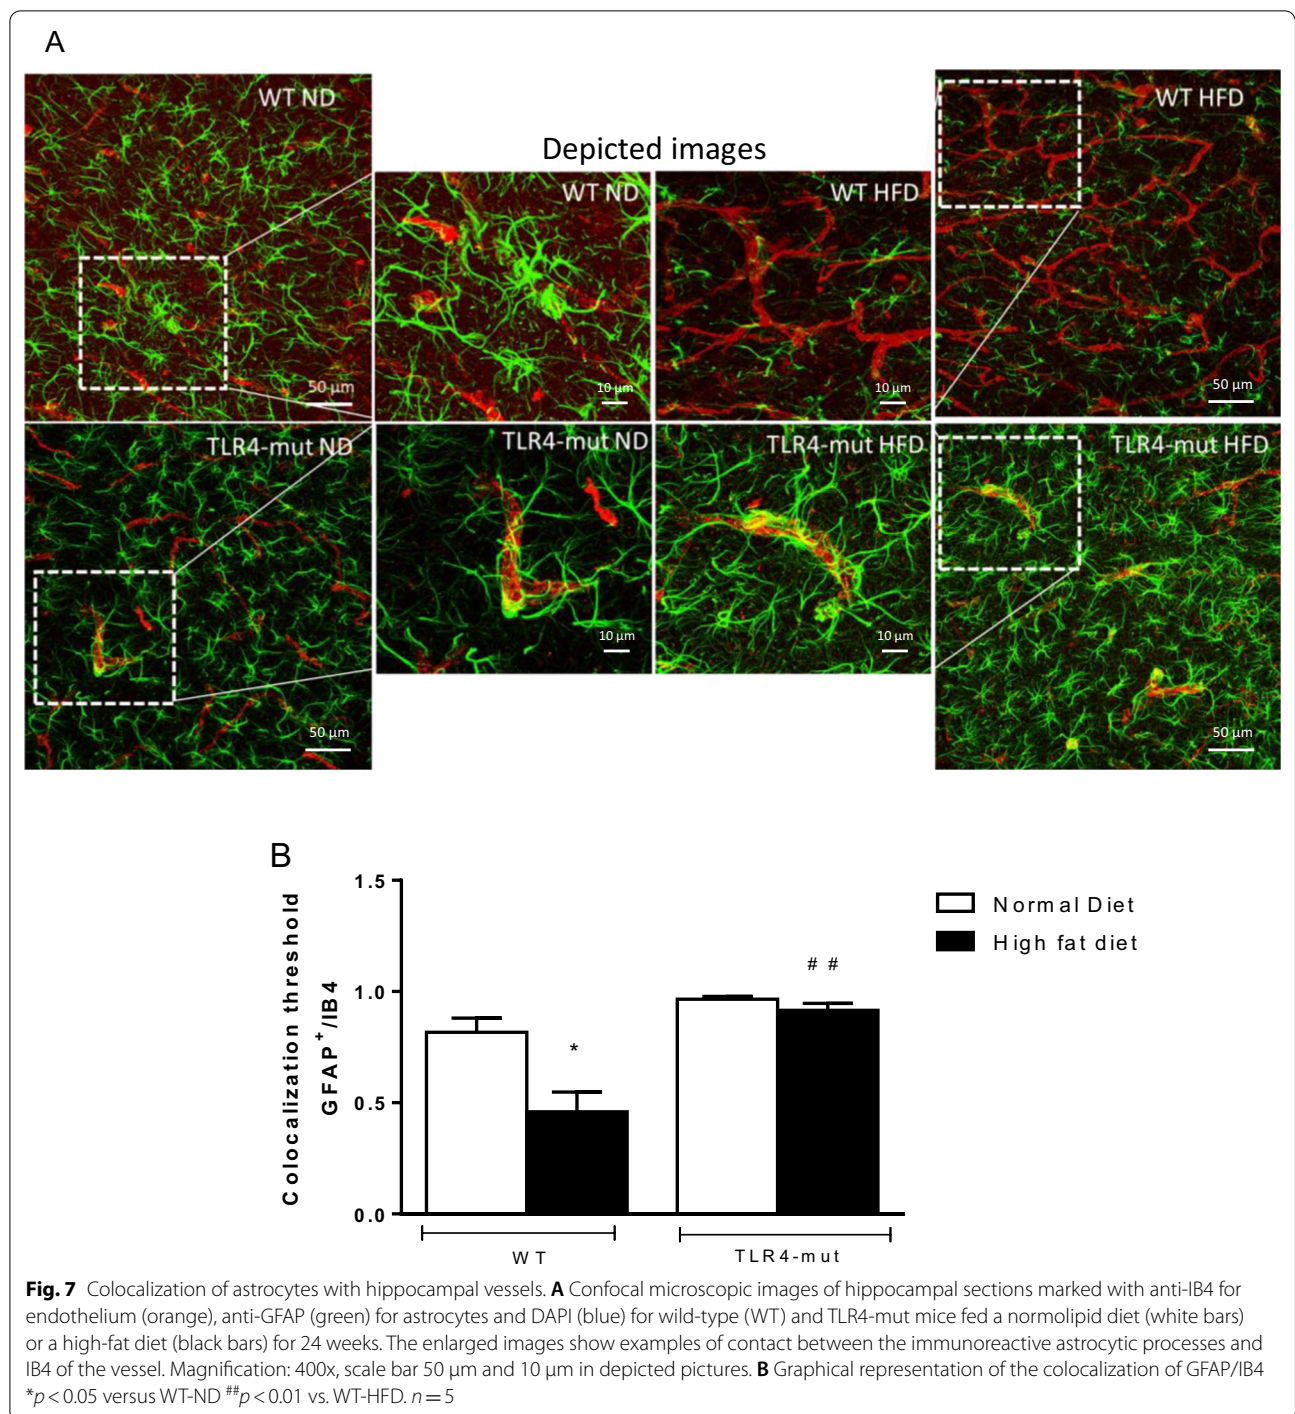 A
WT ND
WT HFD
Depicted images
WT ND
WT HFD
50 µm
10 µm
10 µm
50 µm
TLR4-mut ND
TLR4-mut ND
TLR4-mut HFD
TLR4-mut HFD
10 µm
10 µm
50 µm
50 µm
B
Colocalization threshold
GFAP⁺/IB4
1.5
1.0
0.5
0.0
*
# #
WT
TLR4-mut
Normal Diet
High fat diet
Fig. 7 Colocalization of astrocytes with hippocampal vessels. A Confocal microscopic images of hippocampal sections marked with anti-IB4 for
endothelium (orange), anti-GFAP (green) for astrocytes and DAPI (blue) for wild-type (WT) and TLR4-mut mice fed a normolipid diet (white bars)
or a high-fat diet (black bars) for 24 weeks. The enlarged images show examples of contact between the immunoreactive astrocytic processes and
IB4 of the vessel. Magnification: 400x, scale bar 50 µm and 10 µm in depicted pictures. B Graphical representation of the colocalization of GFAP/IB4
*p < 0.05 versus WT-ND ##p < 0.01 vs. WT-HFD. n = 5